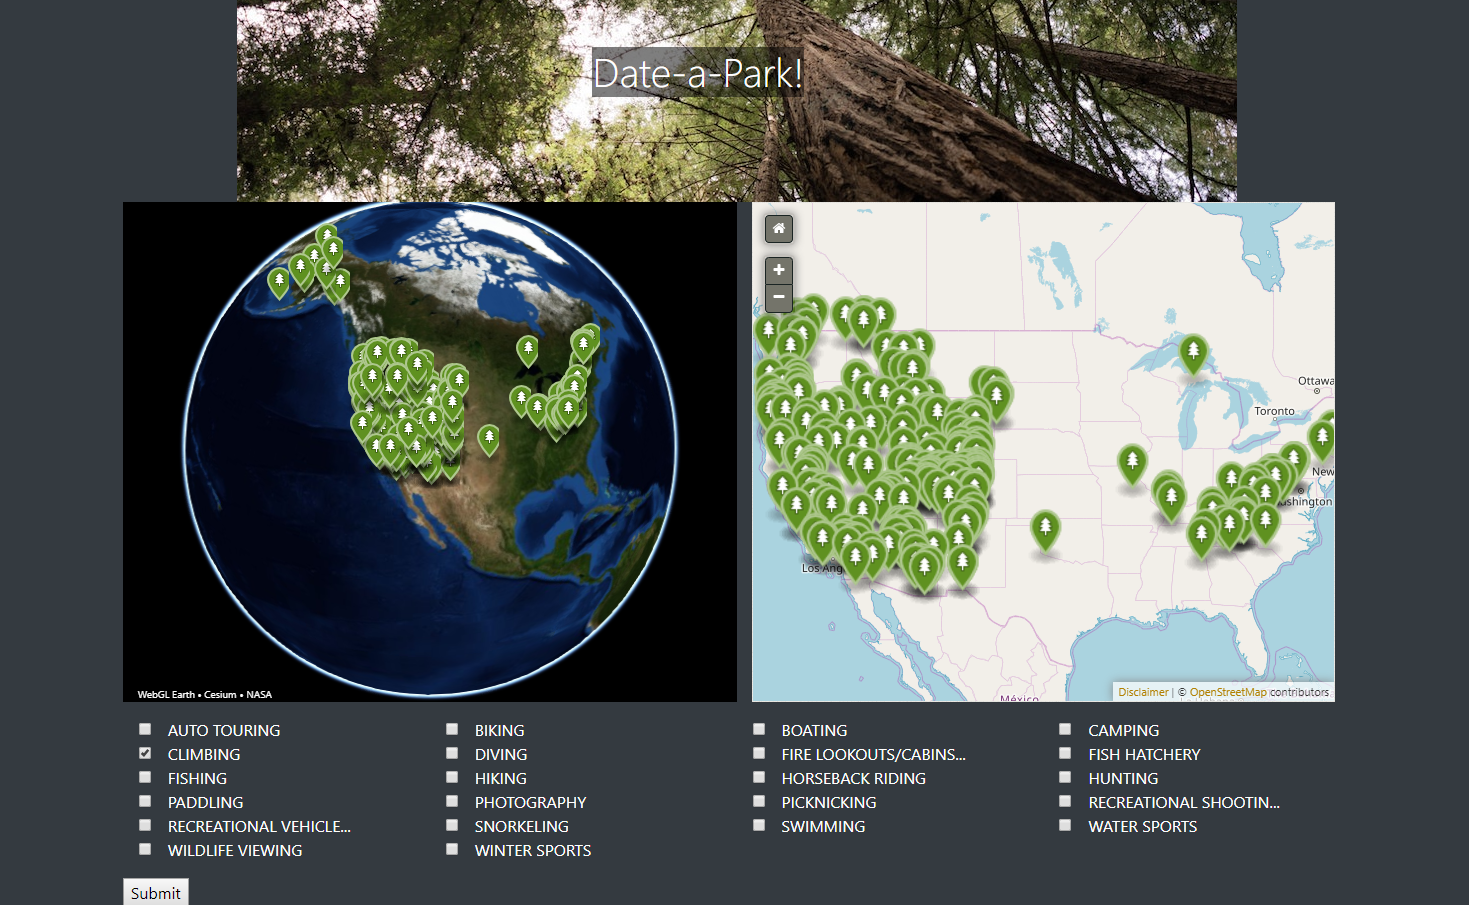 Date-a-Park!
+
−
Ottawa
Toronto
New
ashington
Los Ang
México
WebGL Earth • Cesium • NASA
Disclaimer | © OpenStreetMap contributors
AUTO TOURING BIKING BOATING CAMPING
CLIMBING DIVING FIRE LOOKOUTS/CABINS... FISH HATCHERY
FISHING HIKING HORSEBACK RIDING HUNTING
PADDLING PHOTOGRAPHY PICKNICKING RECREATIONAL SHOOTIN...
RECREATIONAL VEHICLE... SNORKELING SWIMMING WATER SPORTS
WILDLIFE VIEWING WINTER SPORTS
Submit